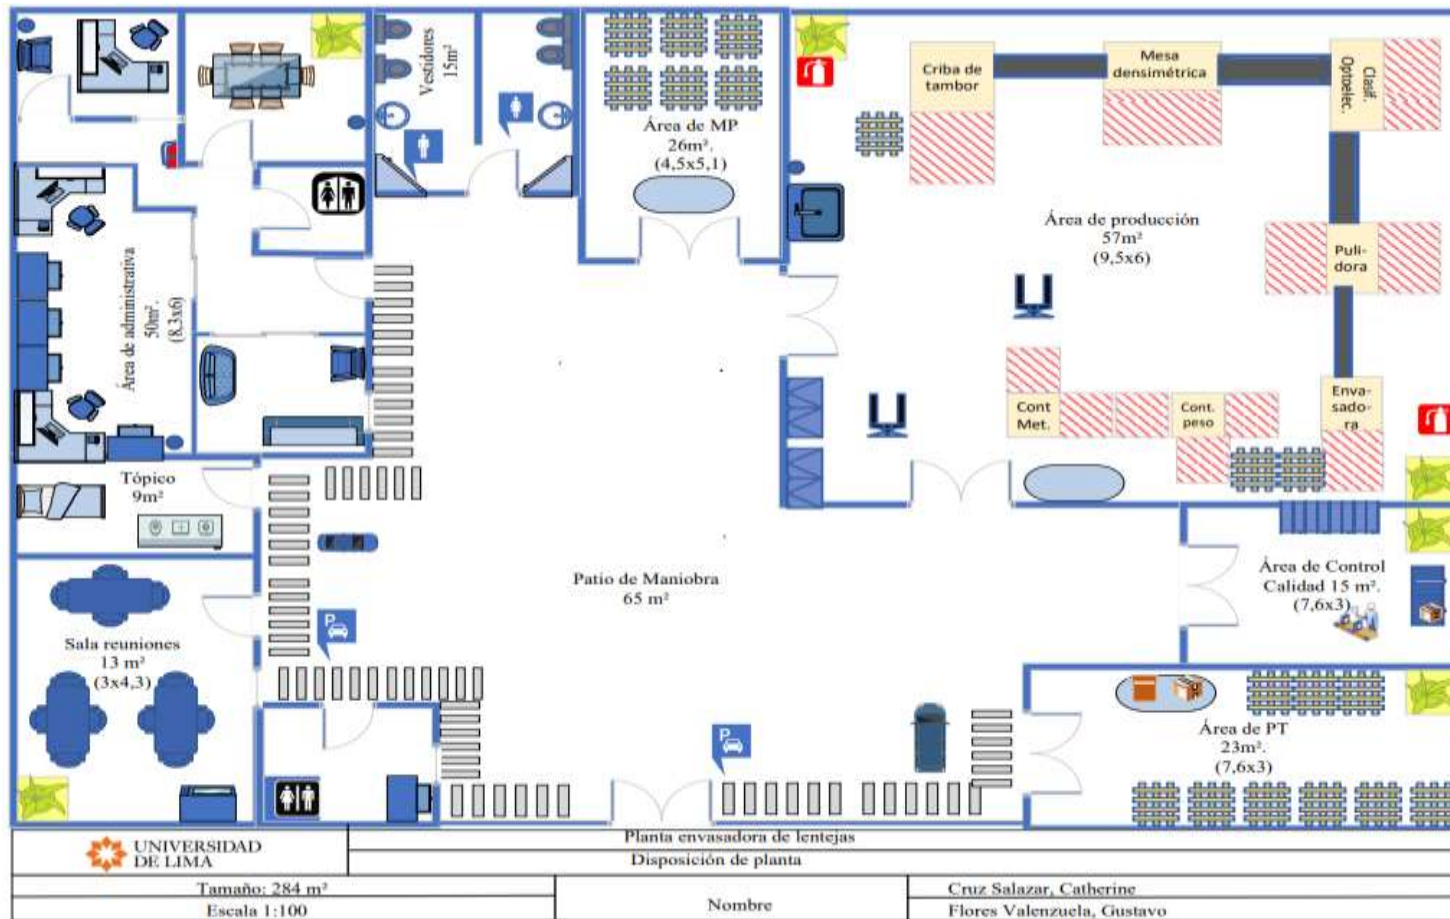 Vestidores
15m²
Área de MP
26m².
(4,5x5,1)
Criba de
tambor
Mesa
densimétrica
Clasif.
Optoelec.
Área de producción
57m²
(9,5x6)
Puli-
dora
Área de administrativa
50m².
(8,3x6)
Cont
Met.
Cont.
peso
Enva-
sado-
ra
Tópico
9m²
Patio de Maniobra
65 m²
Área de Control
Calidad 15 m².
(7,6x3)
P
Sala reuniones
13 m²
(3x4,3)
P
Área de PT
23m².
(7,6x3)
UNIVERSIDAD
DE LIMA
Planta envasadora de lentejas
Disposición de planta
Tamaño: 284 m²
Escala 1:100
Nombre
Cruz Salazar, Catherine
Flores Valenzuela, Gustavo